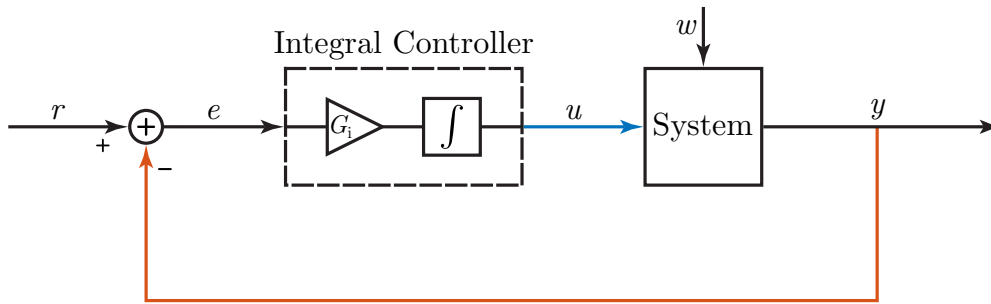 Integral Controller
w
r
e
G_i
∫
u
System
y
+
+
−